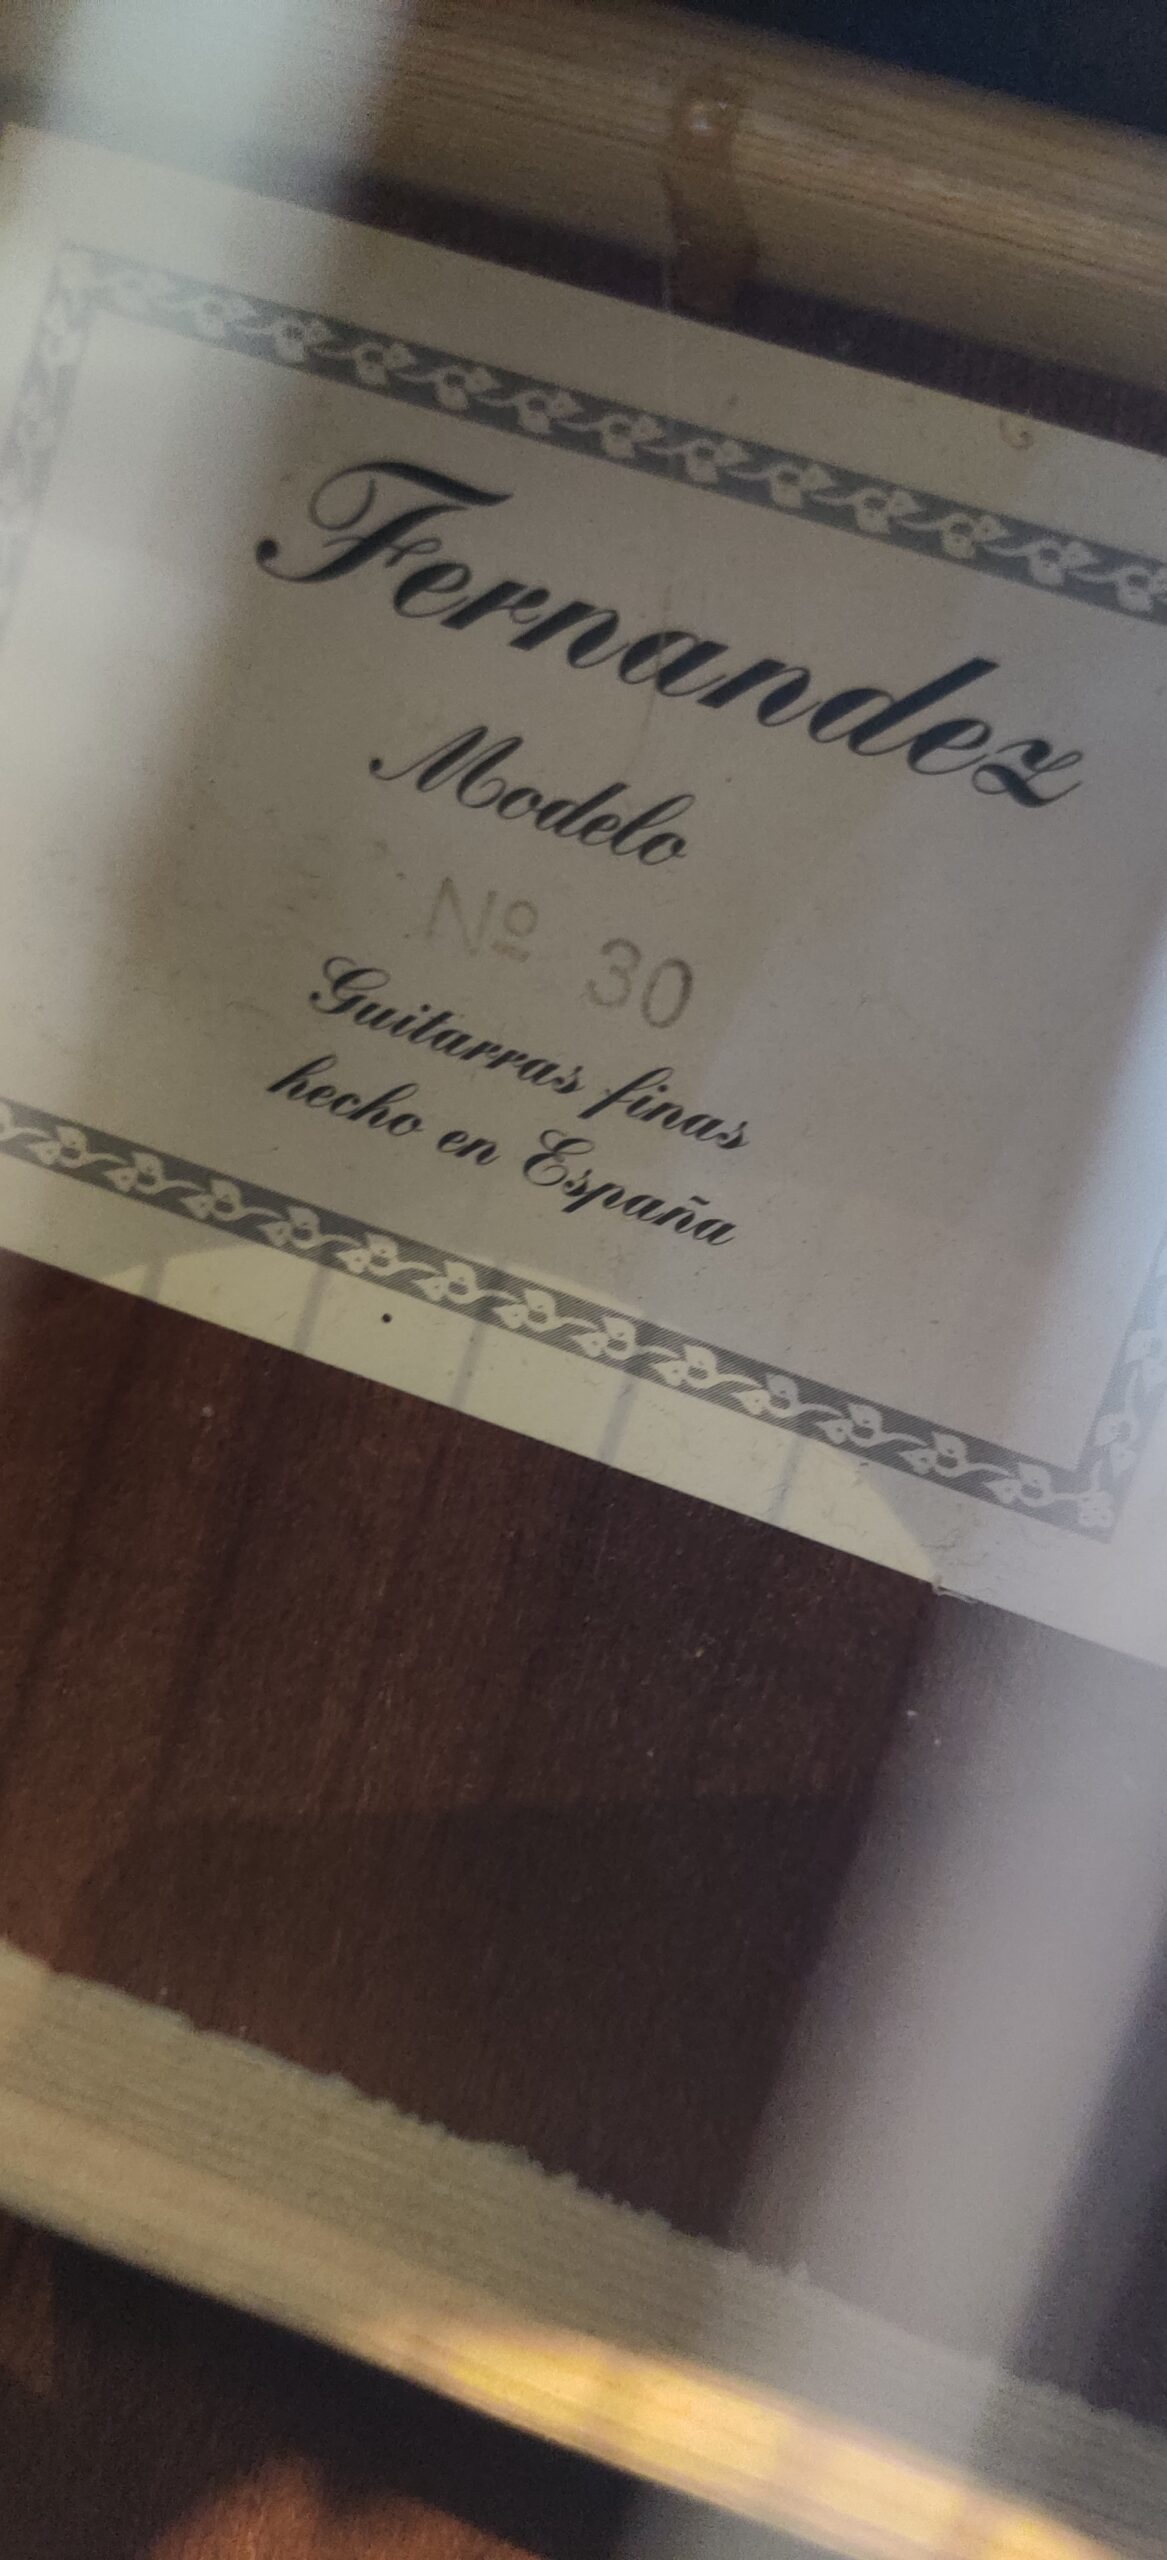 Fernandez
Modelo
Nº 30
Guitarras finas
hecho en España